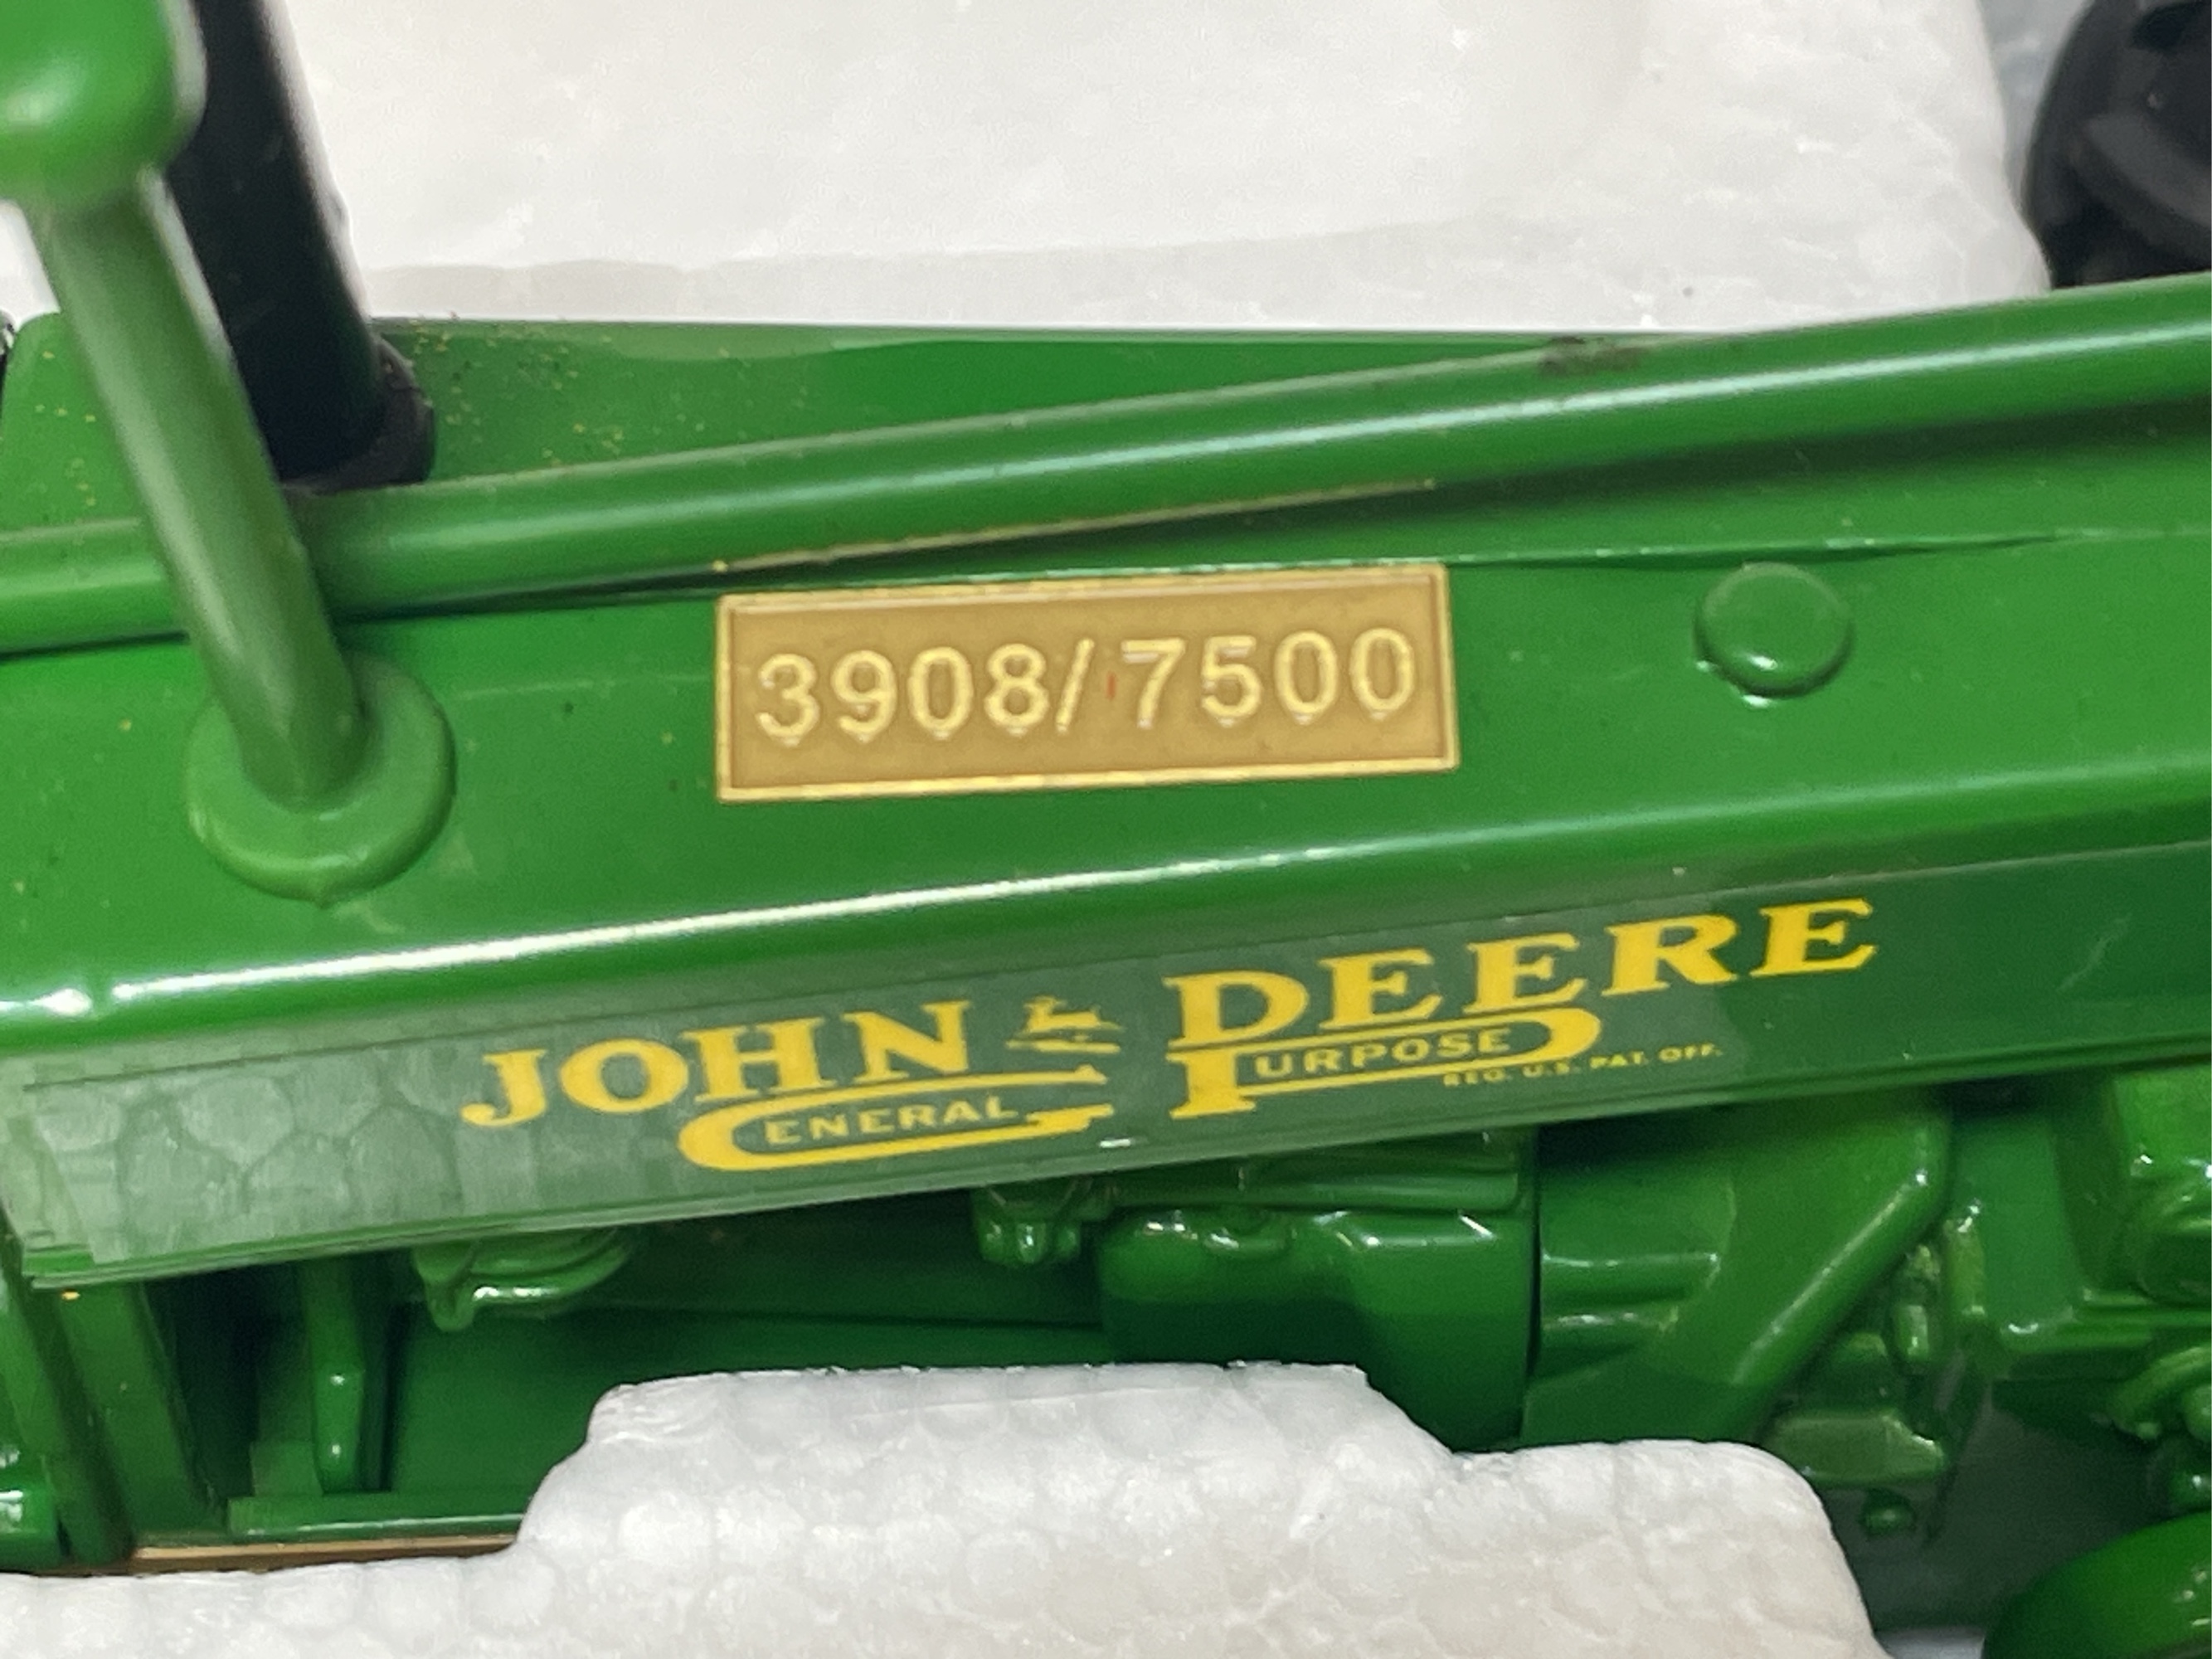 3908/7500
JOHN DEERE
GENERAL PURPOSE
REG. U.S. PAT. OFF.